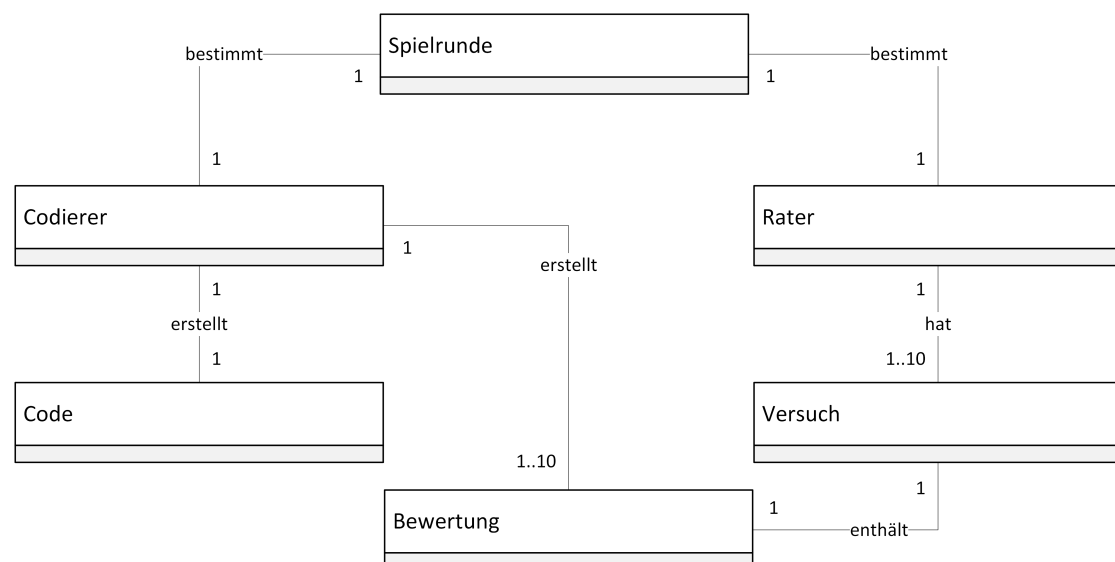 Spielrunde
bestimmt
bestimmt
1
1
1
1
Codierer
Rater
1
erstellt
1
1
erstellt
hat
1
1..10
Code
Versuch
1..10
1
1
Bewertung
enthält